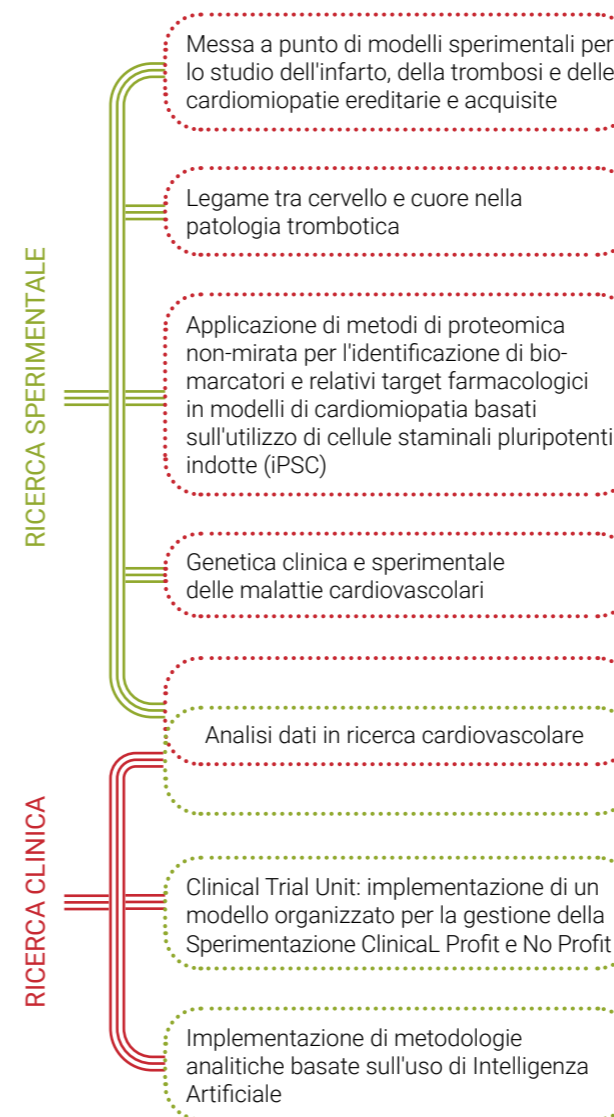 RICERCA SPERIMENTALE
Messa a punto di modelli sperimentali per
lo studio dell'infarto, della trombosi e delle
cardiomiopatie ereditarie e acquisite
Legame tra cervello e cuore nella
patologia trombotica
Applicazione di metodi di proteomica
non-mirata per l'identificazione di bio-
marcatori e relativi target farmacologici
in modelli di cardiomiopatia basati
sull'utilizzo di cellule staminali pluripotenti
indotte (iPSC)
Genetica clinica e sperimentale
delle malattie cardiovascolari
Analisi dati in ricerca cardiovascolare
RICERCA CLINICA
Clinical Trial Unit: implementazione di un
modello organizzato per la gestione della
Sperimentazione ClinicaL Profit e No Profit
Implementazione di metodologie
analitiche basate sull'uso di Intelligenza
Artificiale